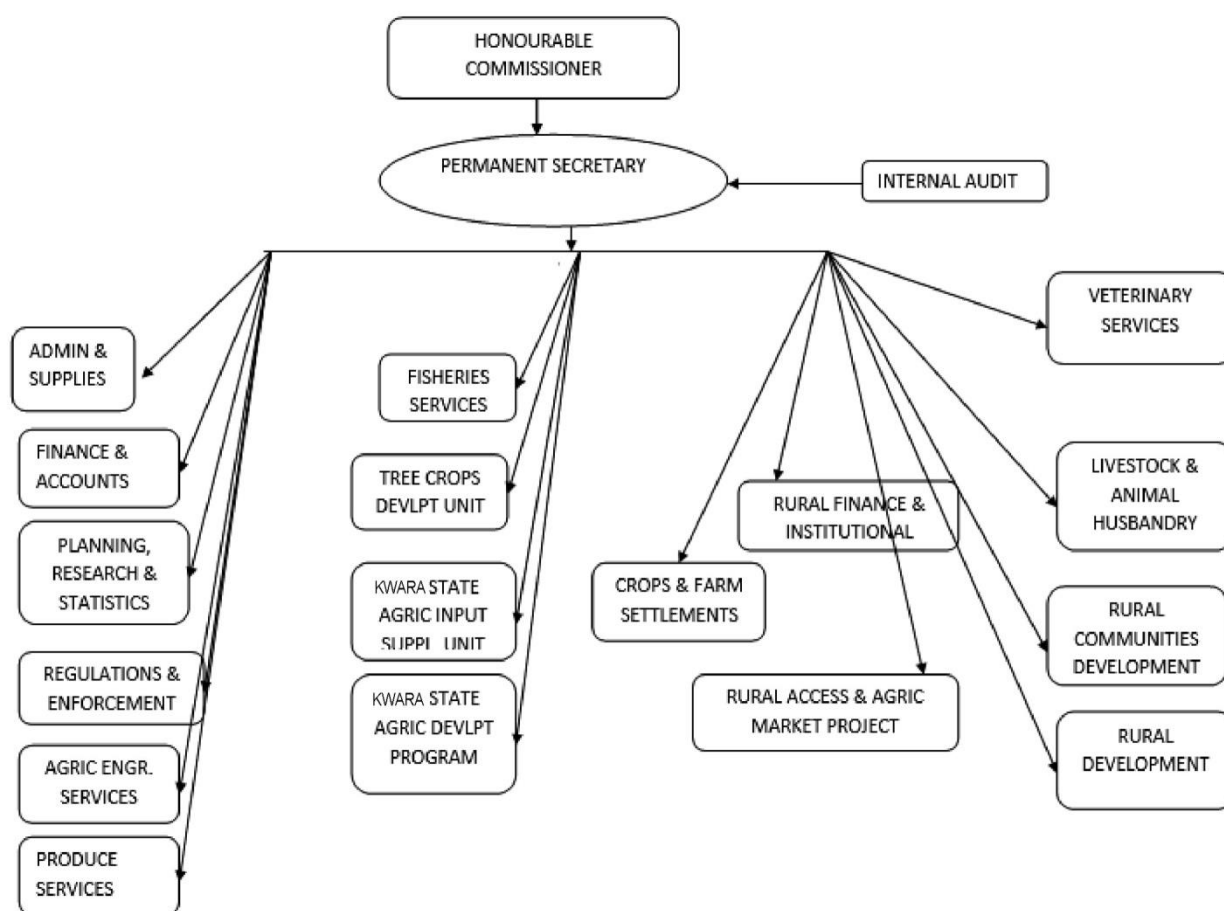 HONOURABLE
COMMISSIONER
PERMANENT SECRETARY
INTERNAL AUDIT
ADMIN &
SUPPLIES
FINANCE &
ACCOUNTS
PLANNING,
RESEARCH &
STATISTICS
REGULATIONS &
ENFORCEMENT
AGRIC ENGR.
SERVICES
PRODUCE
SERVICES
FISHERIES
SERVICES
TREE CROPS
DEVLPT UNIT
KWARA STATE
AGRIC INPUT
SUPPL UNIT
KWARA STATE
AGRIC DEVLPT
PROGRAM
RURAL FINANCE &
INSTITUTIONAL
CROPS & FARM
SETTLEMENTS
RURAL ACCESS & AGRIC
MARKET PROJECT
VETERINARY
SERVICES
LIVESTOCK &
ANIMAL
HUSBANDRY
RURAL
COMMUNITIES
DEVELOPMENT
RURAL
DEVELOPMENT